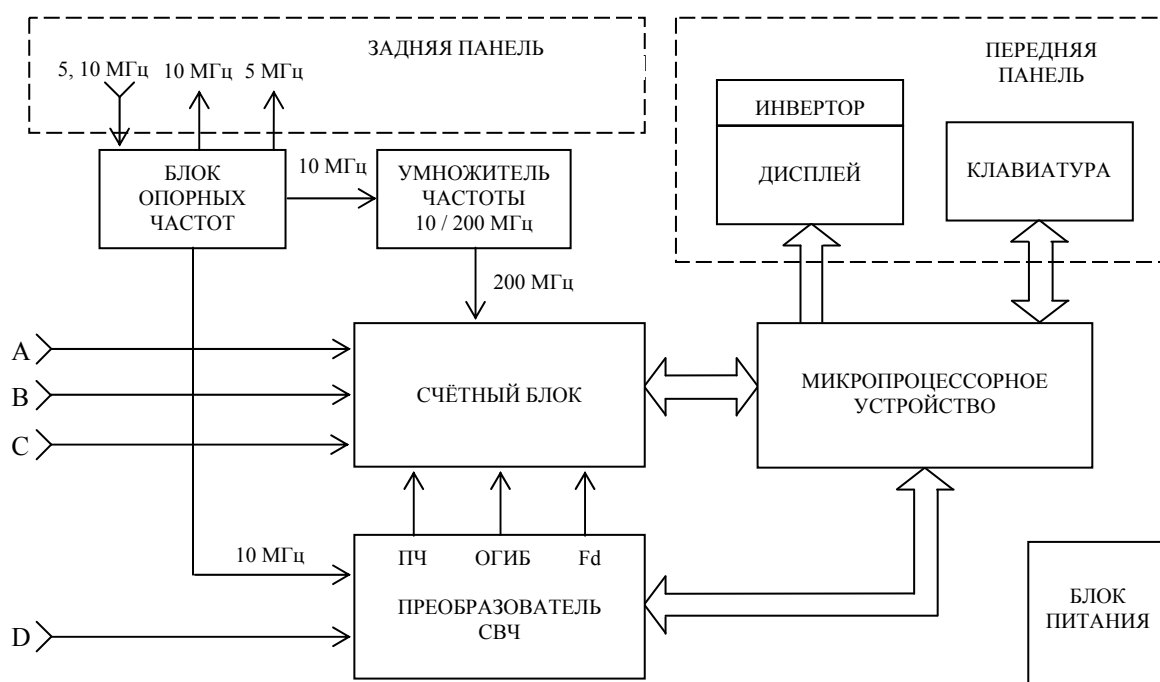 ЗАДНЯЯ ПАНЕЛЬ
5, 10 МГц
10 МГц
5 МГц
ПЕРЕДНЯЯ
ПАНЕЛЬ
ИНВЕРТОР
ДИСПЛЕЙ
КЛАВИАТУРА
БЛОК
ОПОРНЫХ
ЧАСТОТ
10 МГц
УМНОЖИТЕЛЬ
ЧАСТОТЫ
10 / 200 МГц
200 МГц
A
B
C
СЧЁТНЫЙ БЛОК
МИКРОПРОЦЕССОРНОЕ
УСТРОЙСТВО
10 МГц
ПЧ
ОГИБ
Fd
ПРЕОБРАЗОВАТЕЛЬ
СВЧ
D
БЛОК
ПИТАНИЯ